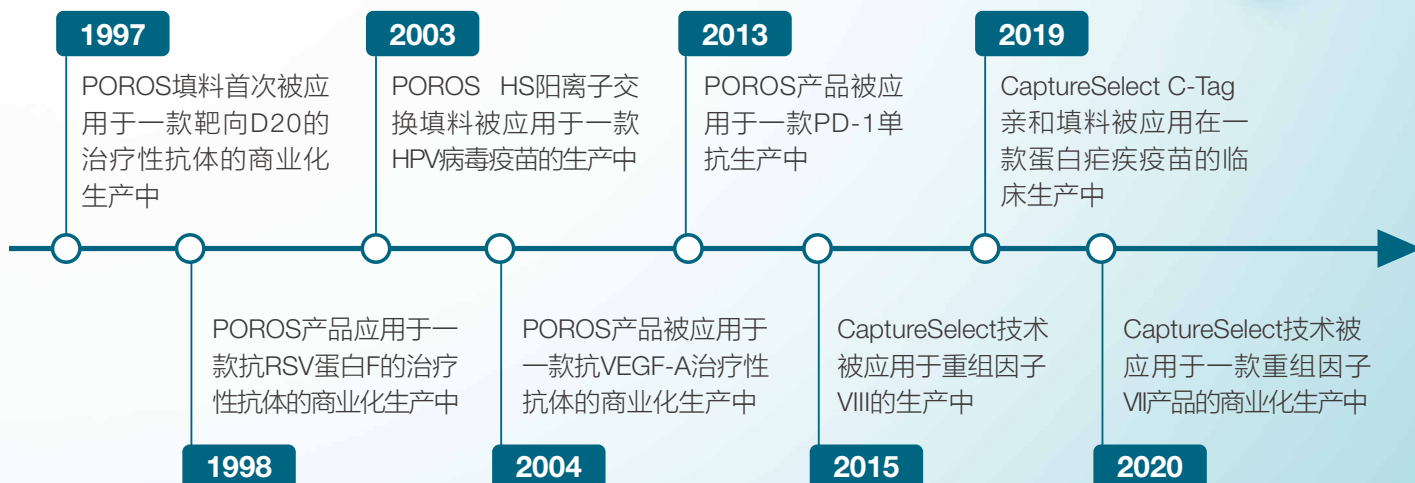 1997
POROS填料首次被应
用于一款靶向D20的
治疗性抗体的商业化
生产中
2003
POROS HS阳离子交
换填料被应用于一款
HPV病毒疫苗的生产中
2013
POROS产品被应
用于一款PD-1单
抗生产中
2019
CaptureSelect C-Tag
亲和填料被应用在一
款蛋白疟疾疫苗的临
床生产中
POROS产品应用于一
款抗RSV蛋白F的治疗
性抗体的商业化生产中
1998
POROS产品被应用于
一款抗VEGF-A治疗性
抗体的商业化生产中
2004
CaptureSelect技术
被应用于重组因子
VIII的生产中
2015
CaptureSelect技术被
应用于一款重组因子
VII产品的商业化生产中
2020